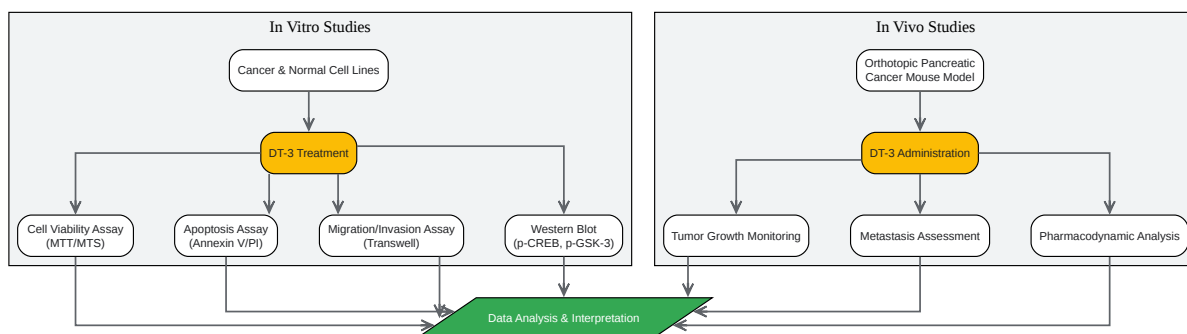 In Vitro Studies
Cancer & Normal Cell Lines
DT-3 Treatment
Cell Viability Assay
(MTT/MTS)
Apoptosis Assay
(Annexin V/PI)
Migration/Invasion Assay
(Transwell)
Western Blot
(p-CREB, p-GSK-3)
In Vivo Studies
Orthotopic Pancreatic
Cancer Mouse Model
DT-3 Administration
Tumor Growth Monitoring
Metastasis Assessment
Pharmacodynamic Analysis
Data Analysis & Interpretation